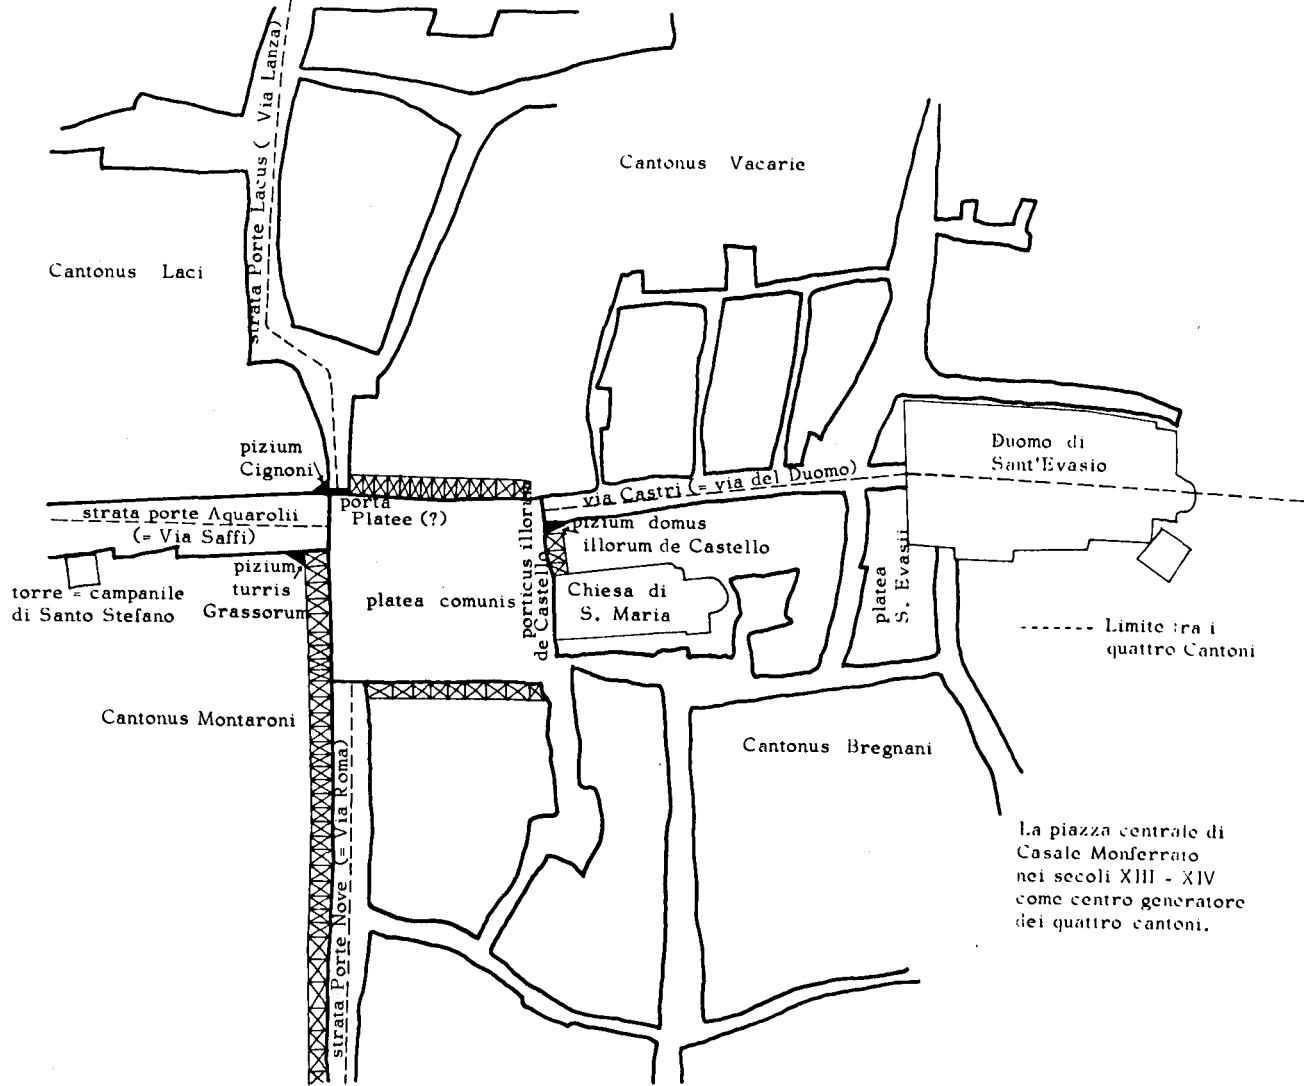 strata Porte Lacus ( Via Lanza)
Cantonus Vacarie
Cantonus Laci
pizium
Cignoni
porta
Platee (?)
strata porte Aquarolii
(= Via Saffi)
via Castri (= via del Duomo)
Duomo di
Sant'Evasio
pizium domus
illorum de Castello
porticus illorum
de Castello
pizium
turris
Grassorum
torre = campanile
di Santo Stefano
platea comunis
Chiesa di
S. Maria
platea
S. Evasii
Limite tra i
quattro Cantoni
Cantonus Montaroni
Cantonus Bregnani
strata Porte Nove (= Via Roma)
La piazza centrale di
Casale Monferrato
nei secoli XIII - XIV
come centro generatore
dei quattro cantoni.